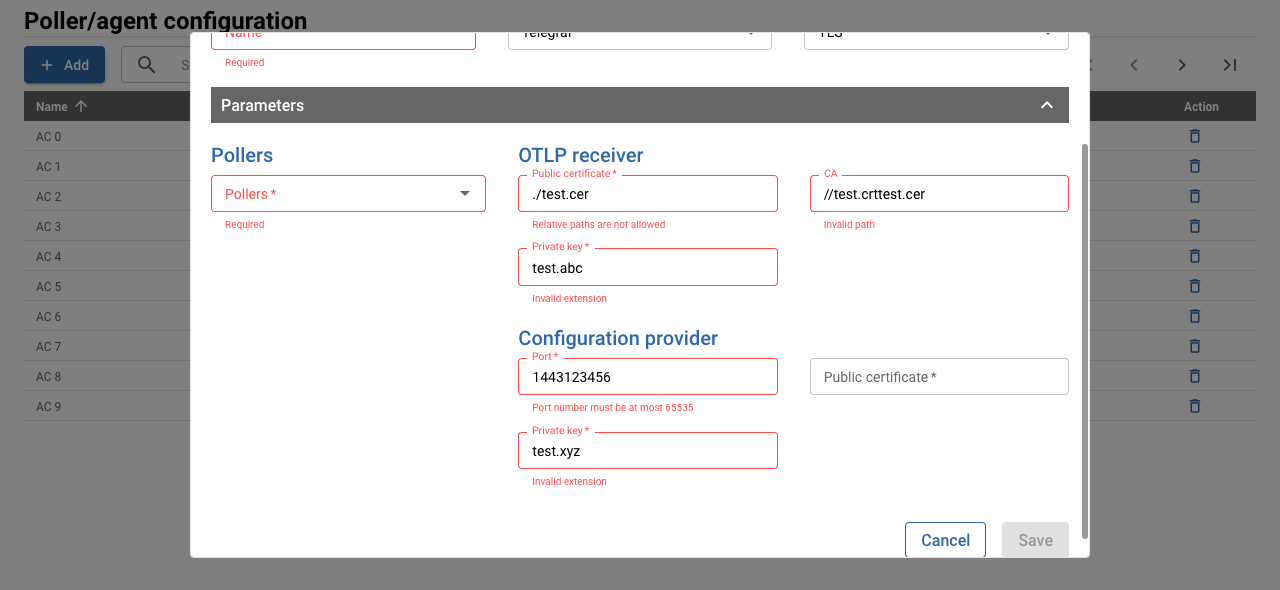 Poller/agent configuration
Add
S
Name
Telegraf
TLS
Required
Name
Action
Parameters
AC 0
AC 1
AC 2
AC 3
AC 4
AC 5
AC 6
AC 7
AC 8
AC 9
Pollers
Pollers *
Required
OTLP receiver
Public certificate *
./test.cer
Relative paths are not allowed
CA
//test.crttest.cer
Invalid path
Private key *
test.abc
Invalid extension
Configuration provider
Port *
1443123456
Port number must be at most 65535
Public certificate *
Private key *
test.xyz
Invalid extension
Cancel
Save